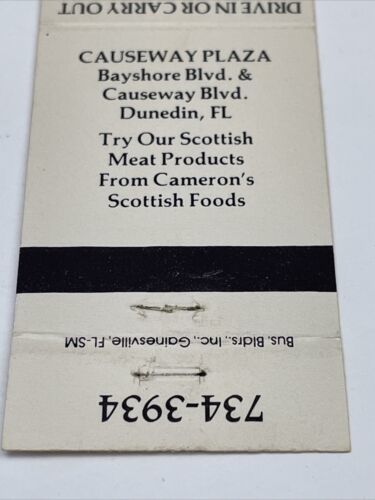 DRIVE IN OR CARRY OUT
CAUSEWAY PLAZA
Bayshore Blvd. &
Causeway Blvd.
Dunedin, FL
Try Our Scottish
Meat Products
From Cameron's
Scottish Foods
Bus. Bldrs., Inc., Gainesville, FL-SM
734-3934